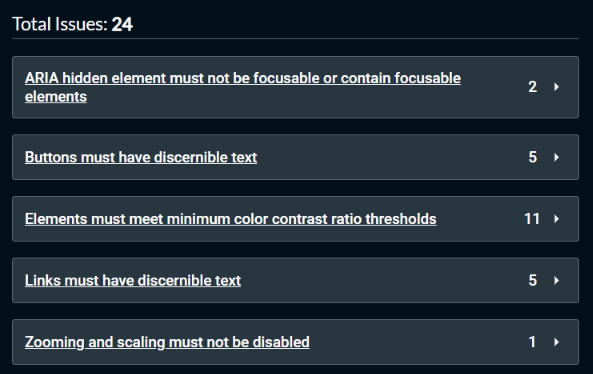 Total Issues: 24
ARIA hidden element must not be focusable or contain focusable
elements
2
Buttons must have discernible text
5
Elements must meet minimum color contrast ratio thresholds
11
Links must have discernible text
5
Zooming and scaling must not be disabled
1